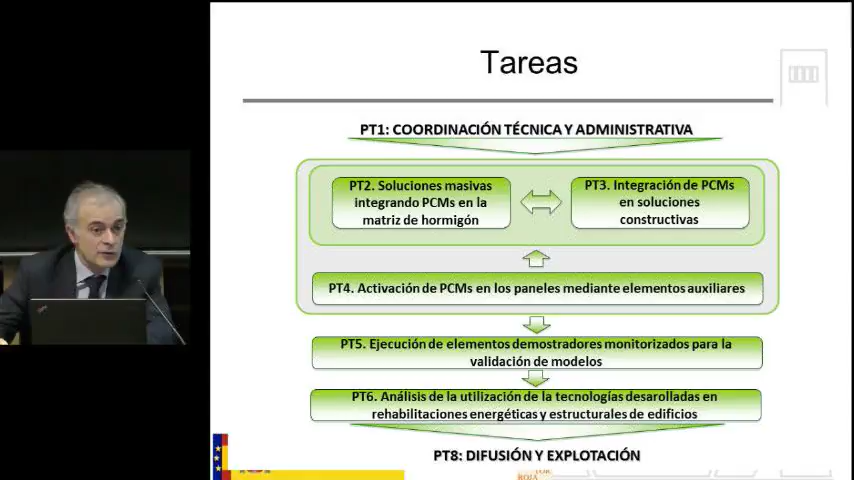 Tareas
PT1: COORDINACIÓN TÉCNICA Y ADMINISTRATIVA
PT2. Soluciones masivas
integrando PCMs en la
matriz de hormigón
PT3. Integración de PCMs
en soluciones
constructivas
PT4. Activación de PCMs en los paneles mediante elementos auxiliares
PT5. Ejecución de elementos demostradores monitorizados para la
validación de modelos
PT6. Análisis de la utilización de la tecnologías desarolladas en
rehabilitaciones energéticas y estructurales de edificios
PT8: DIFUSIÓN Y EXPLOTACIÓN